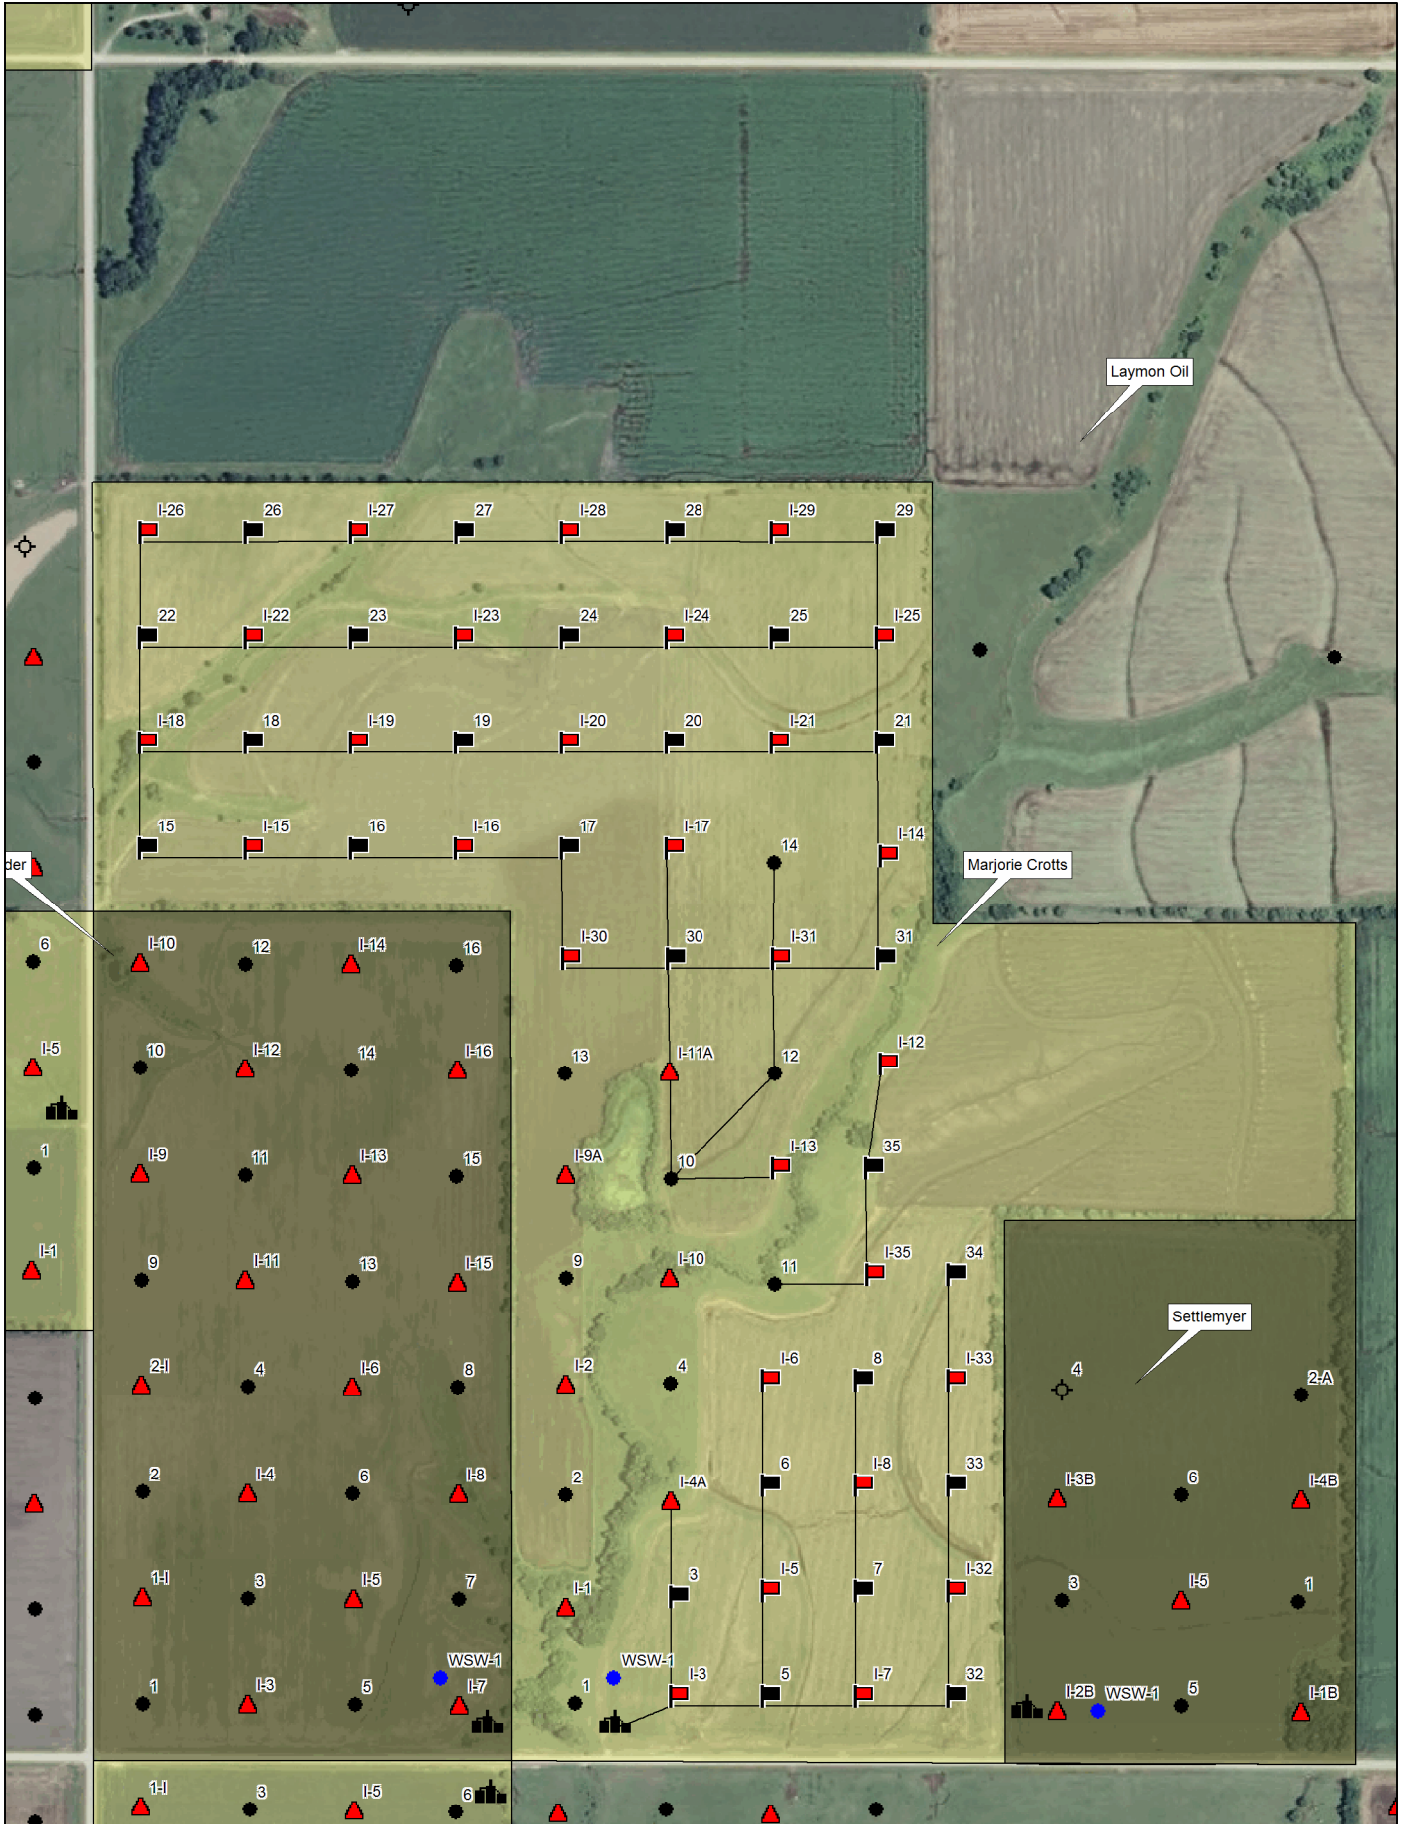 Laymon Oil
I-26 26 I-27 27 I-28 28 I-29 29
22 I-22 23 I-23 24 I-24 25 I-25
I-18 18 I-19 19 I-20 20 I-21 21
15 I-15 16 I-16 17 I-17 14 I-14
der
Marjorie Crotts
6 I-10 12 I-14 16 I-30 30 I-31 31
I-5 10 I-12 14 I-16 13 I-11A 12 I-12
1 I-9 11 I-13 15 I-9A 10 I-13 35
I-1 9 I-11 13 I-15 9 I-10 11 I-35 34
Settlemyer
2-I 4 I-6 8 I-2 4 I-6 8 I-33 4 2-A
2 I-4 6 I-8 2 I-4A 6 I-8 33 I-3B 6 I-4B
1-I 3 I-5 7 I-1 3 I-5 7 I-32 3 I-5 1
WSW-1 WSW-1
1 I-3 5 I-7 1 I-3 5 I-7 32 I-2B WSW-1 5 I-1B
1-I 3 I-5 6